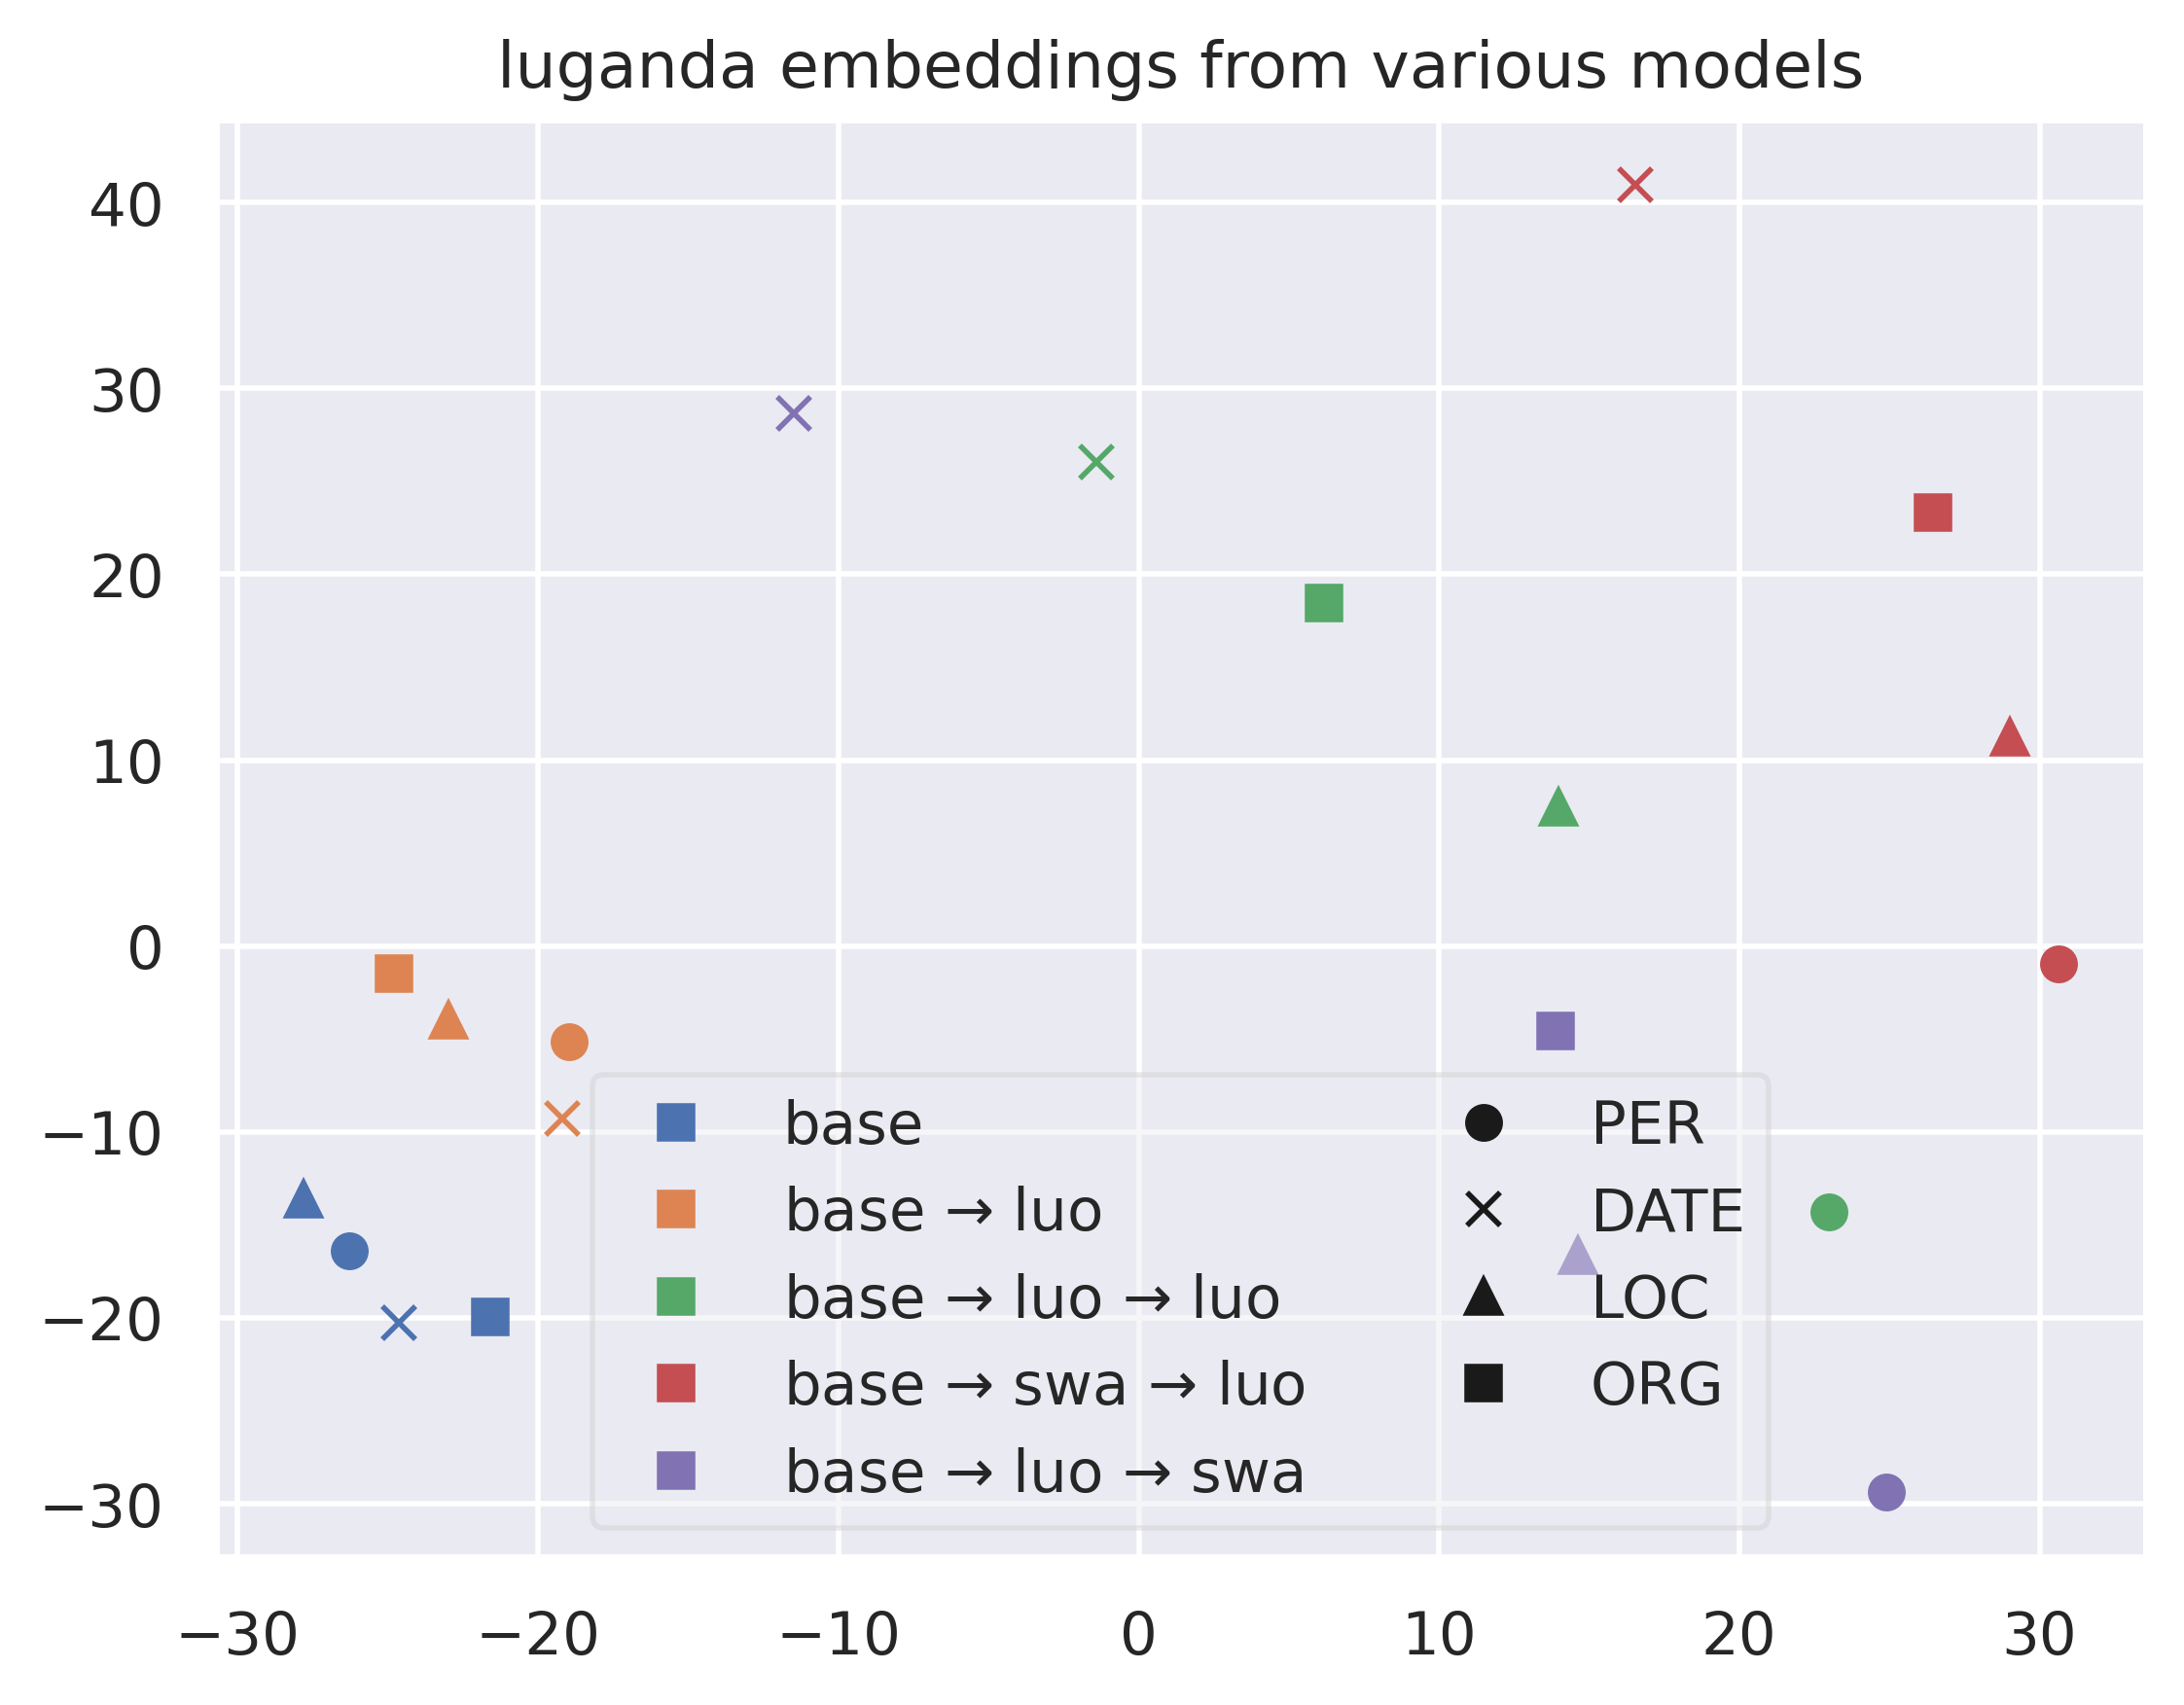 luganda embeddings from various models
40
30
20
10
0
−10
−20
−30
base
base → luo
base → luo → luo
base → swa → luo
base → luo → swa
PER
DATE
LOC
ORG
−30 −20 −10 0 10 20 30